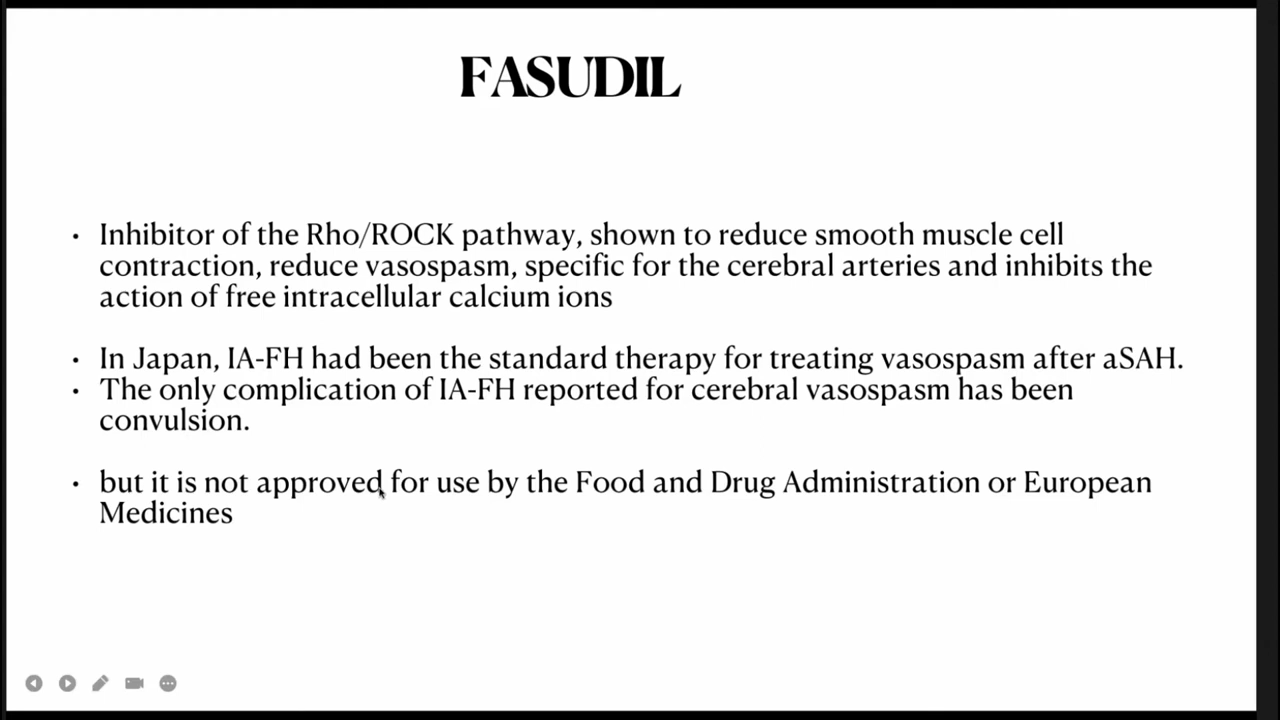 FASUDIL
• Inhibitor of the Rho/ROCK pathway, shown to reduce smooth muscle cell
contraction, reduce vasospasm, specific for the cerebral arteries and inhibits the
action of free intracellular calcium ions
• In Japan, IA-FH had been the standard therapy for treating vasospasm after aSAH.
• The only complication of IA-FH reported for cerebral vasospasm has been
convulsion.
• but it is not approved for use by the Food and Drug Administration or European
Medicines